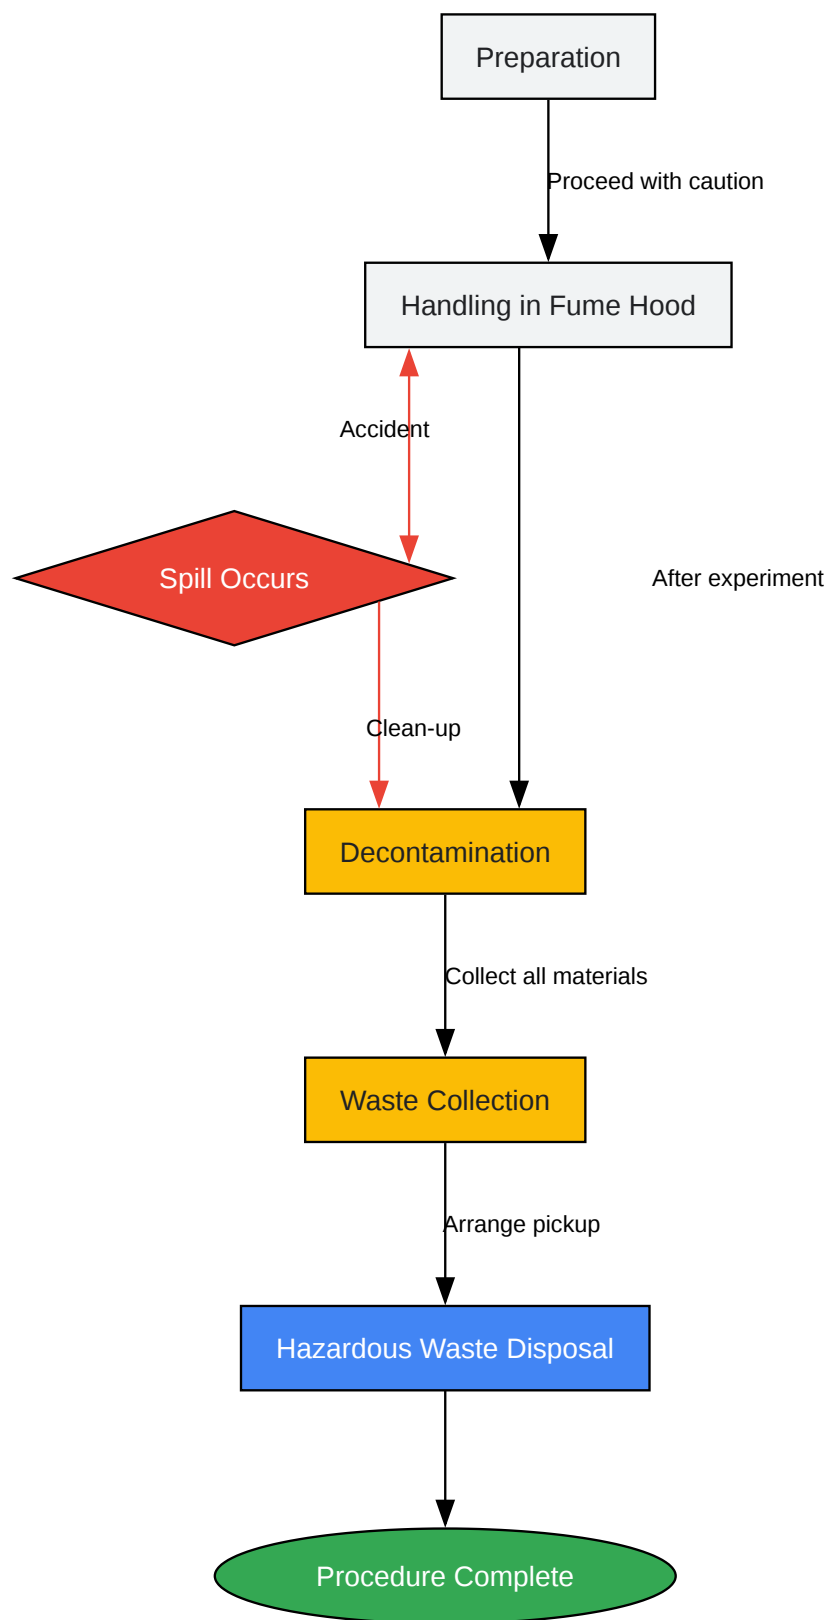 Preparation
Proceed with caution
Handling in Fume Hood
Accident
Spill Occurs
After experiment
Clean-up
Decontamination
Collect all materials
Waste Collection
Arrange pickup
Hazardous Waste Disposal
Procedure Complete